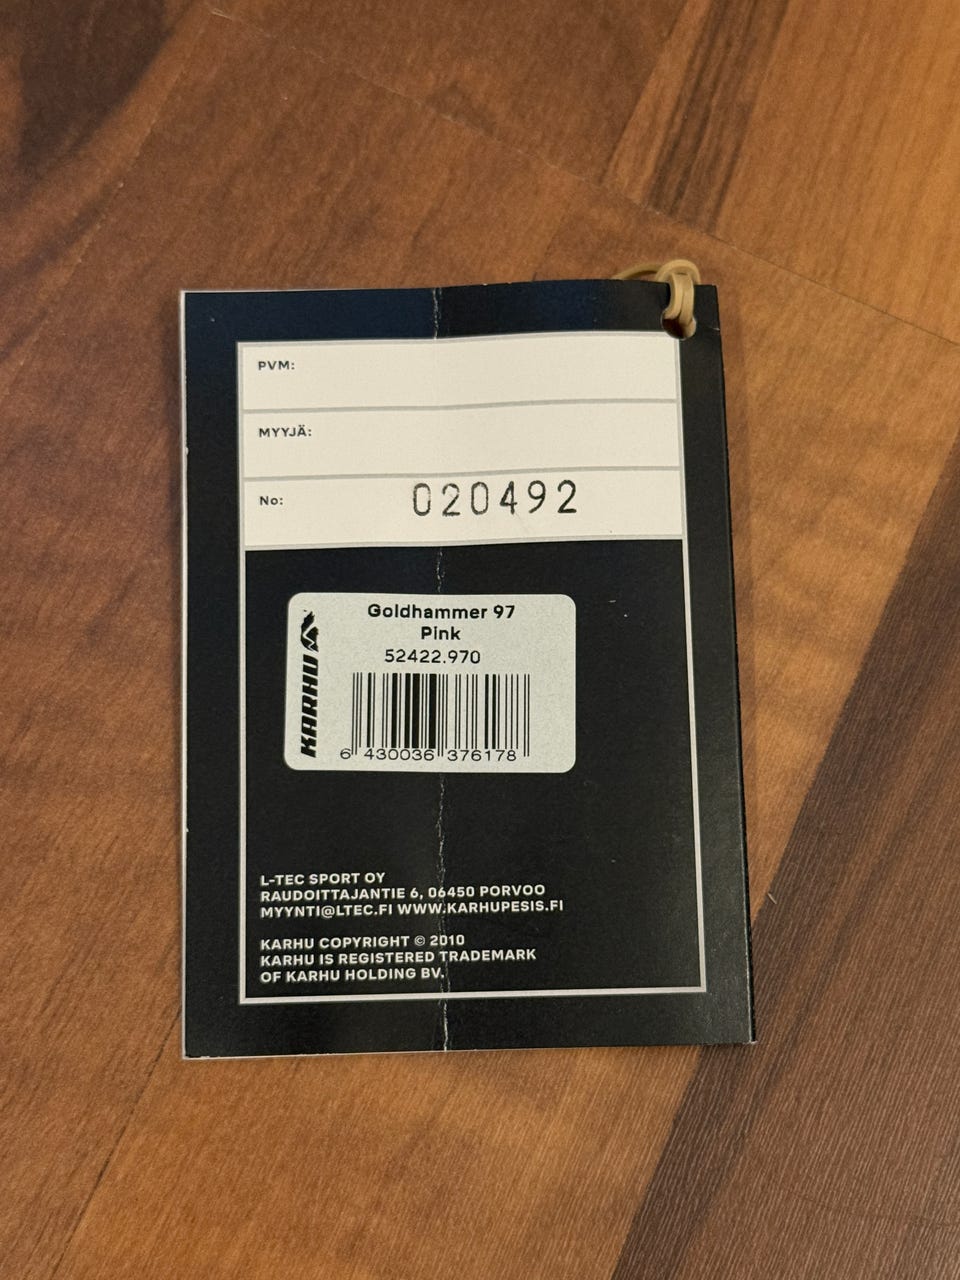 PVM:
MYYJÄ:
No: 020492
KARHU
Goldhammer 97
Pink
52422.970
6 430036 376178
L-TEC SPORT OY
RAUDOITTAJANTIE 6, 06450 PORVOO
MYYNTI@LTEC.FI WWW.KARHUPESIS.FI
KARHU COPYRIGHT © 2010
KARHU IS REGISTERED TRADEMARK
OF KARHU HOLDING BV.